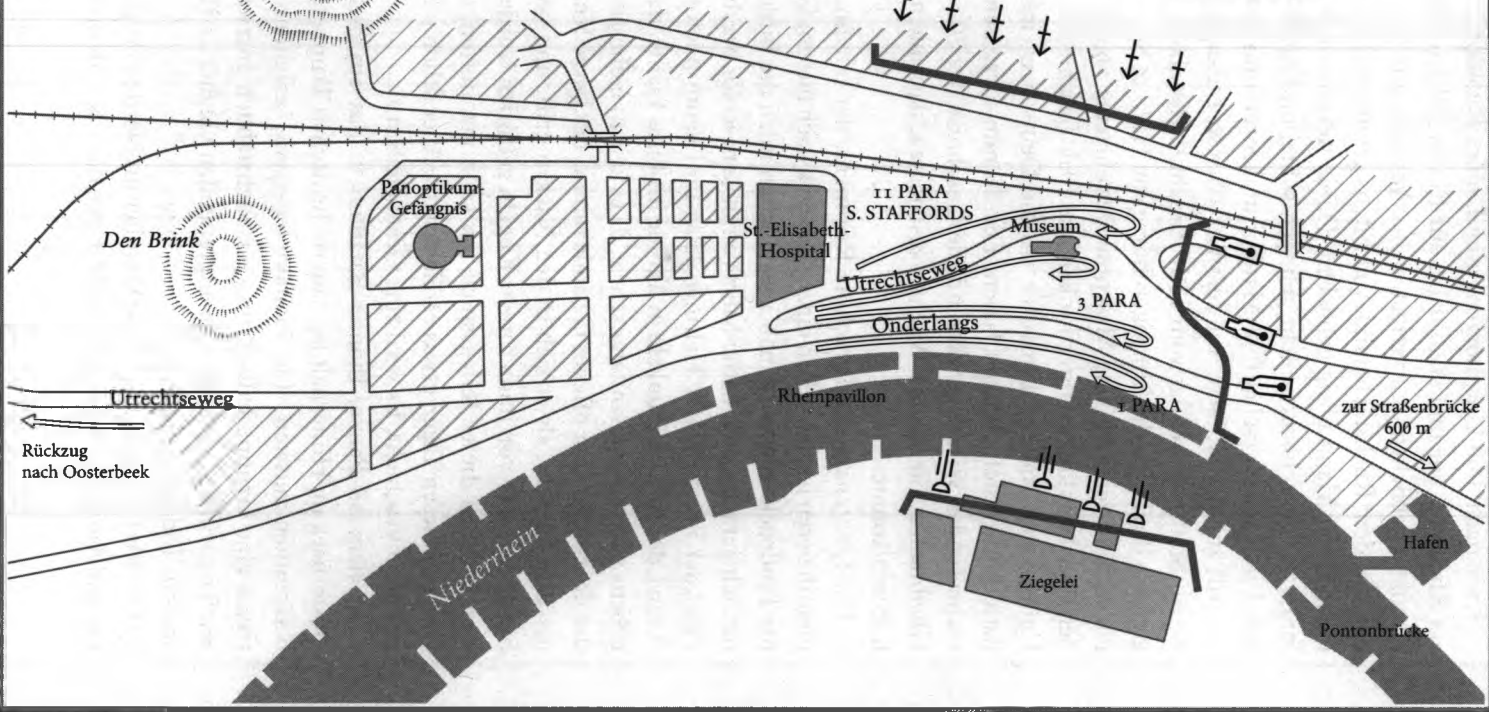 Panoptikum-
Gefängnis
Den Brink
11 PARA
S. STAFFORDS
St.-Elisabeth-
Hospital
Museum
Utrechtseweg
3 PARA
Onderlangs
Rheinpavillon
1 PARA
Utrechtseweg
Rückzug
nach Oosterbeek
zur Straßenbrücke
600 m
Niederrhein
Hafen
Ziegelei
Pontonbrücke